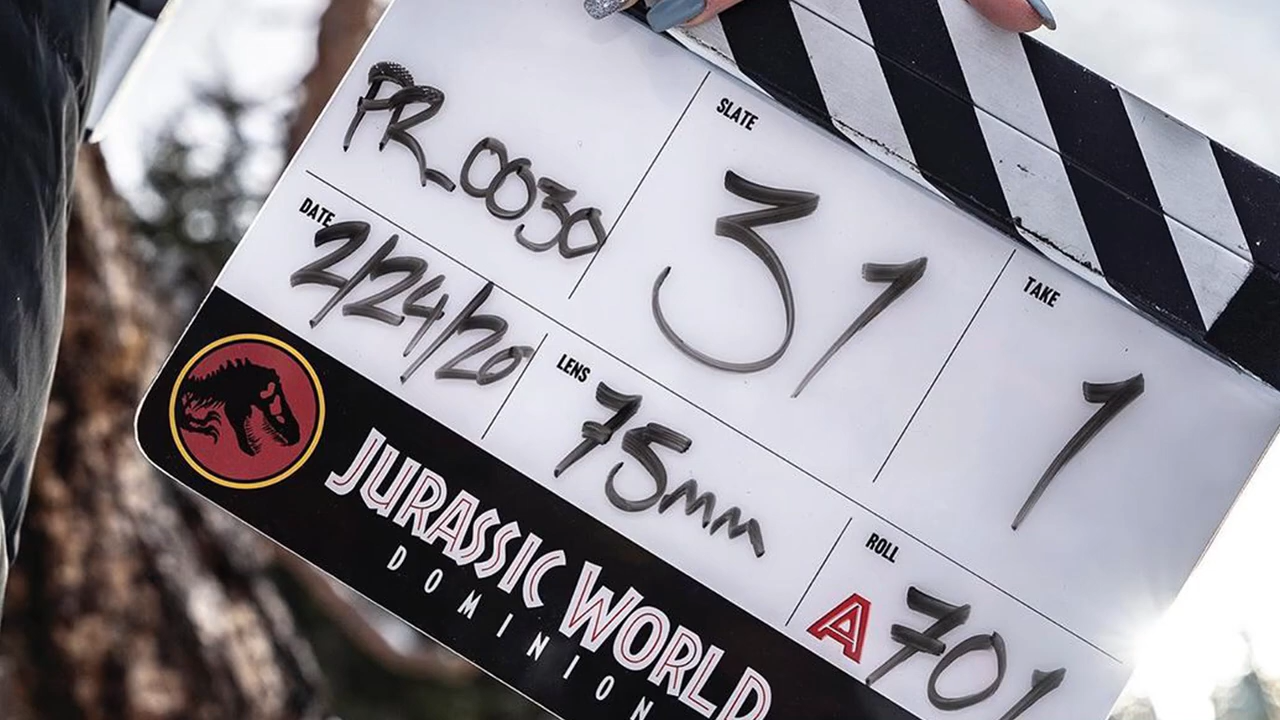 PR_0030
SLATE
31
TAKE
1
DATE
2/24/20
LENS
75mm
ROLL
A701
JURASSIC WORLD
DOMINION